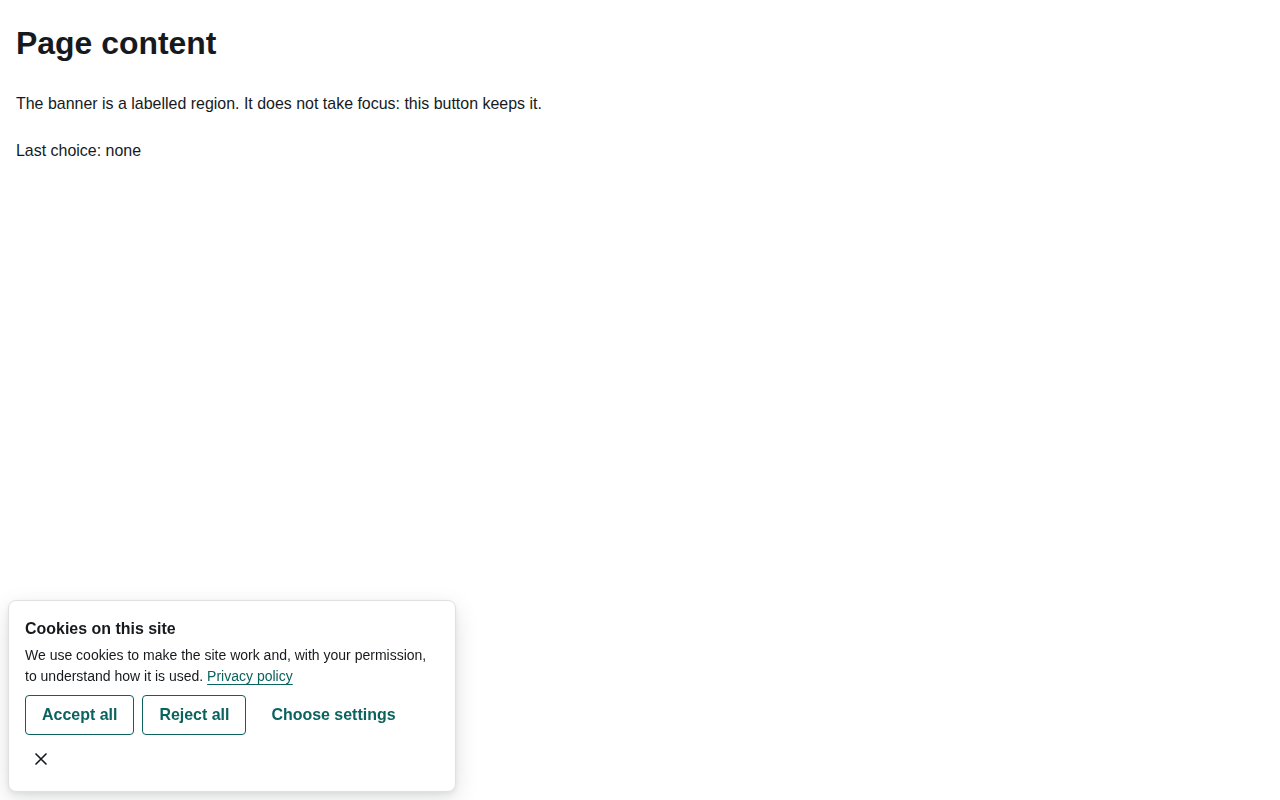 Page content
The banner is a labelled region. It does not take focus: this button keeps it.
Last choice: none
Cookies on this site
We use cookies to make the site work and, with your permission,
to understand how it is used. Privacy policy
Accept all
Reject all
Choose settings